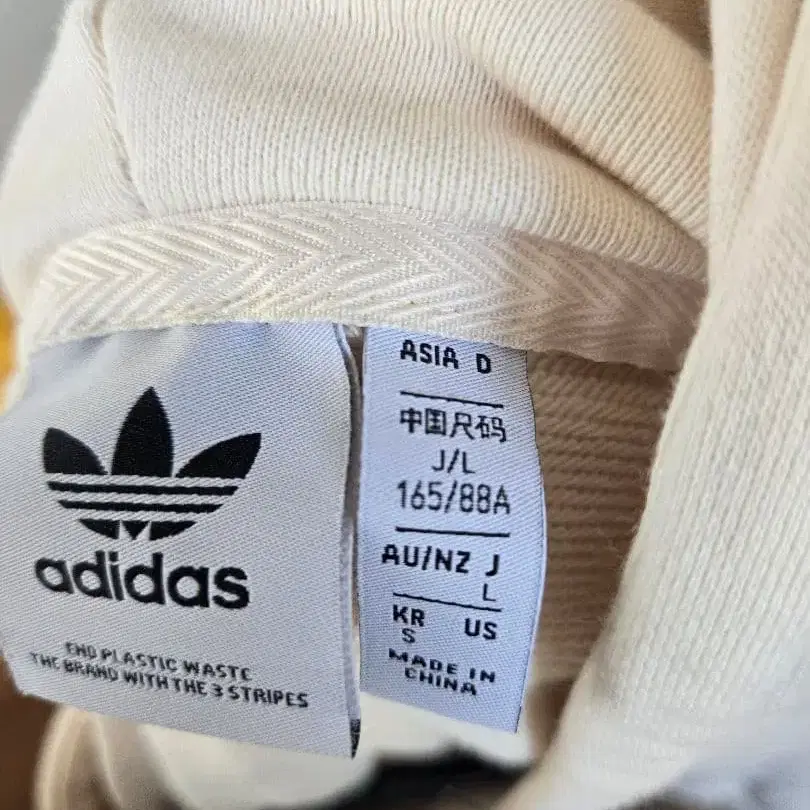 adidas
END PLASTIC WASTE
THE BRAND WITH THE 3 STRIPES
ASIA D
中国尺码
J/L
165/88A
AU/NZ J
L
KR US
S
MADE IN
CHINA